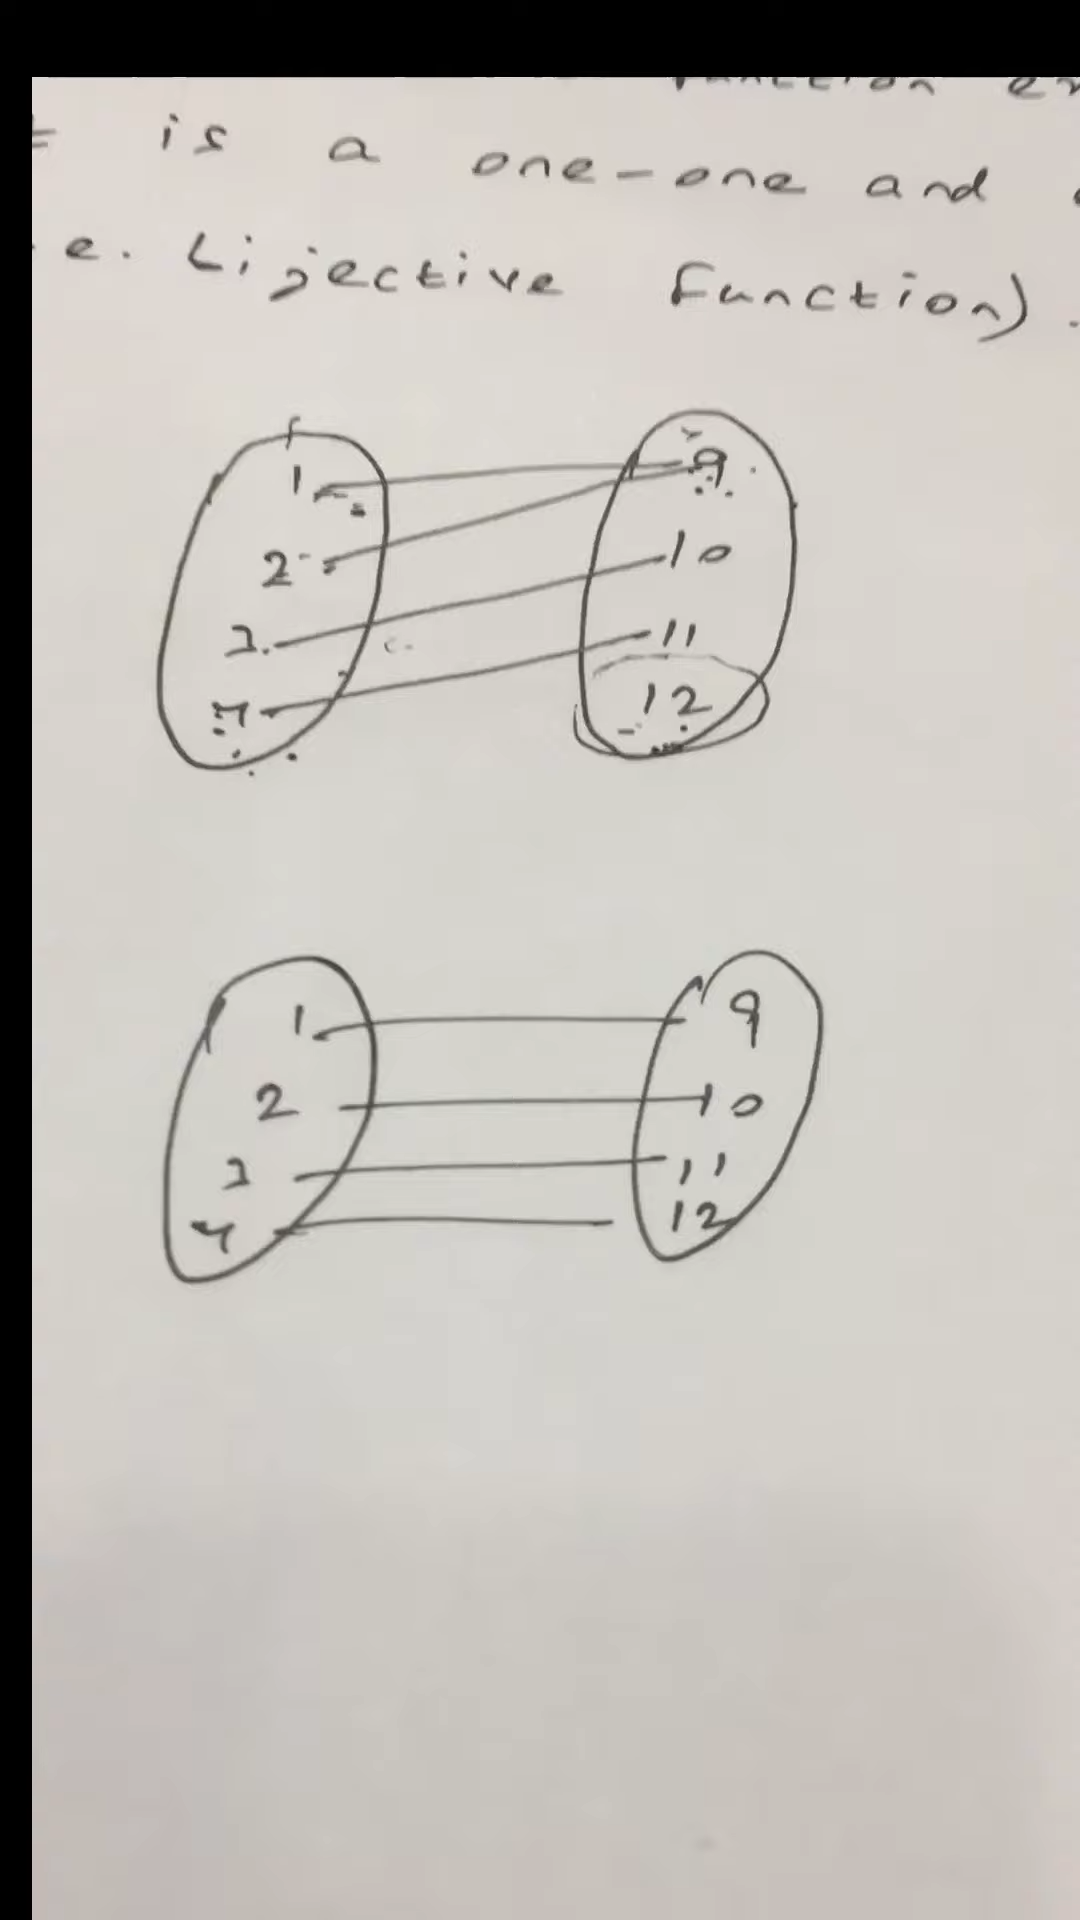 function
is a one-one and
e. bijective function).
f
1 9
2 10
3 11
4 12
1 9
2 10
3 11
4 12